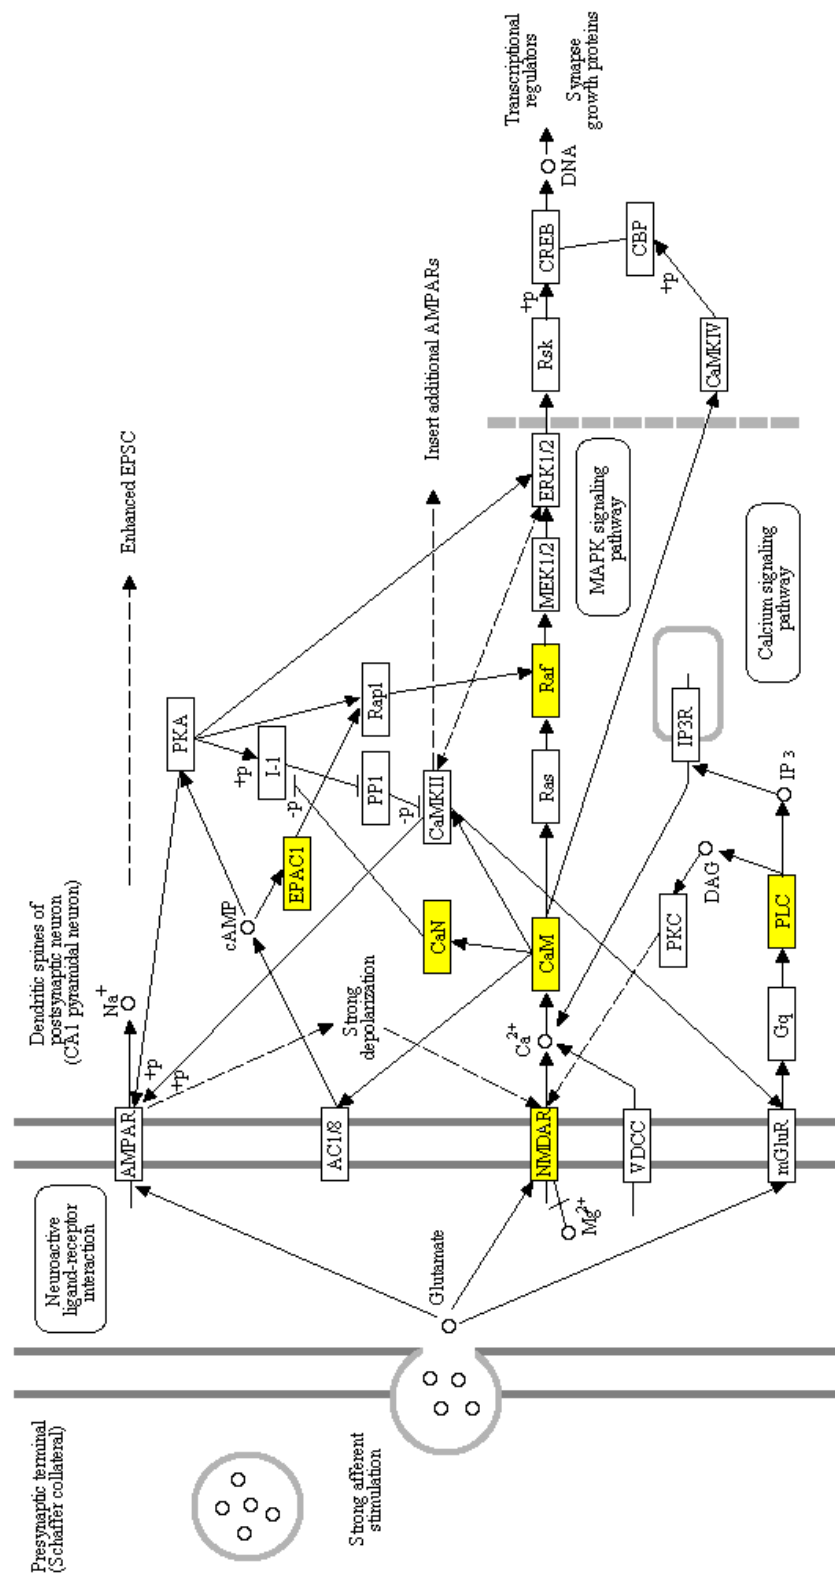 Presynaptic terminal
(Schaffer collateral)
Strong afferent
stimulation
Neuroactive
ligand-receptor
interaction
Glutamate
Dendritic spines of
postsynaptic neuron
(CA1 pyramidal neuron)
AMPAR
Na+
+p
+p
Enhanced EPSC
PKA
cAMP
AC1/8
+p
I-1
-p
EPAC1
Rap1
PP1
-p
Strong
depolarization
CaN
CaMKII
Insert additional AMPARs
NMDAR
Mg2+
Ca2+
CaM
Ras
Raf
MEK1/2
ERK1/2
Rsk
+p
CREB
DNA
Transcriptional
regulators
Synapse
growth proteins
MAPK signaling
pathway
VDCC
CBP
+p
CaMKIV
PKC
DAG
IP3R
mGluR
Gq
PLC
IP3
Calcium signaling
pathway